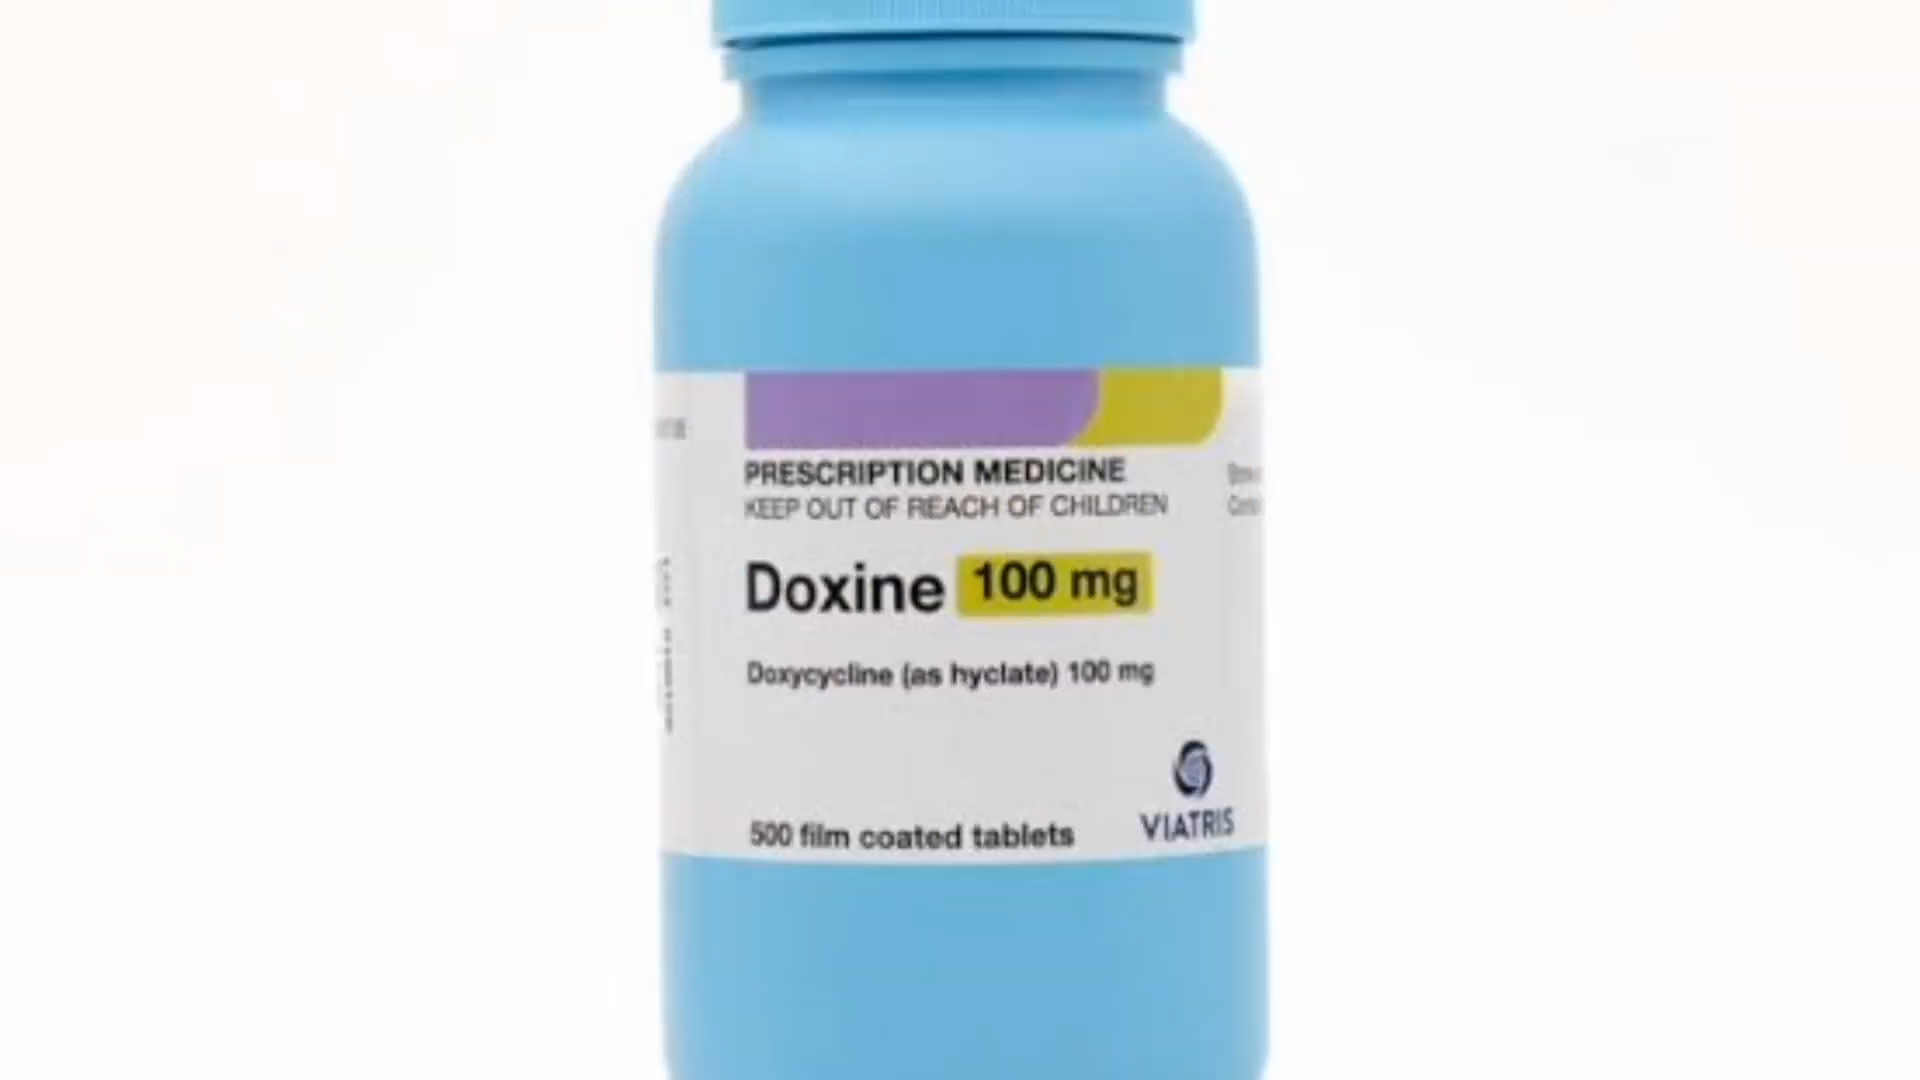 PRESCRIPTION MEDICINE
KEEP OUT OF REACH OF CHILDREN
Doxine 100 mg
Doxycycline (as hyclate) 100 mg
VIATRIS
500 film coated tablets